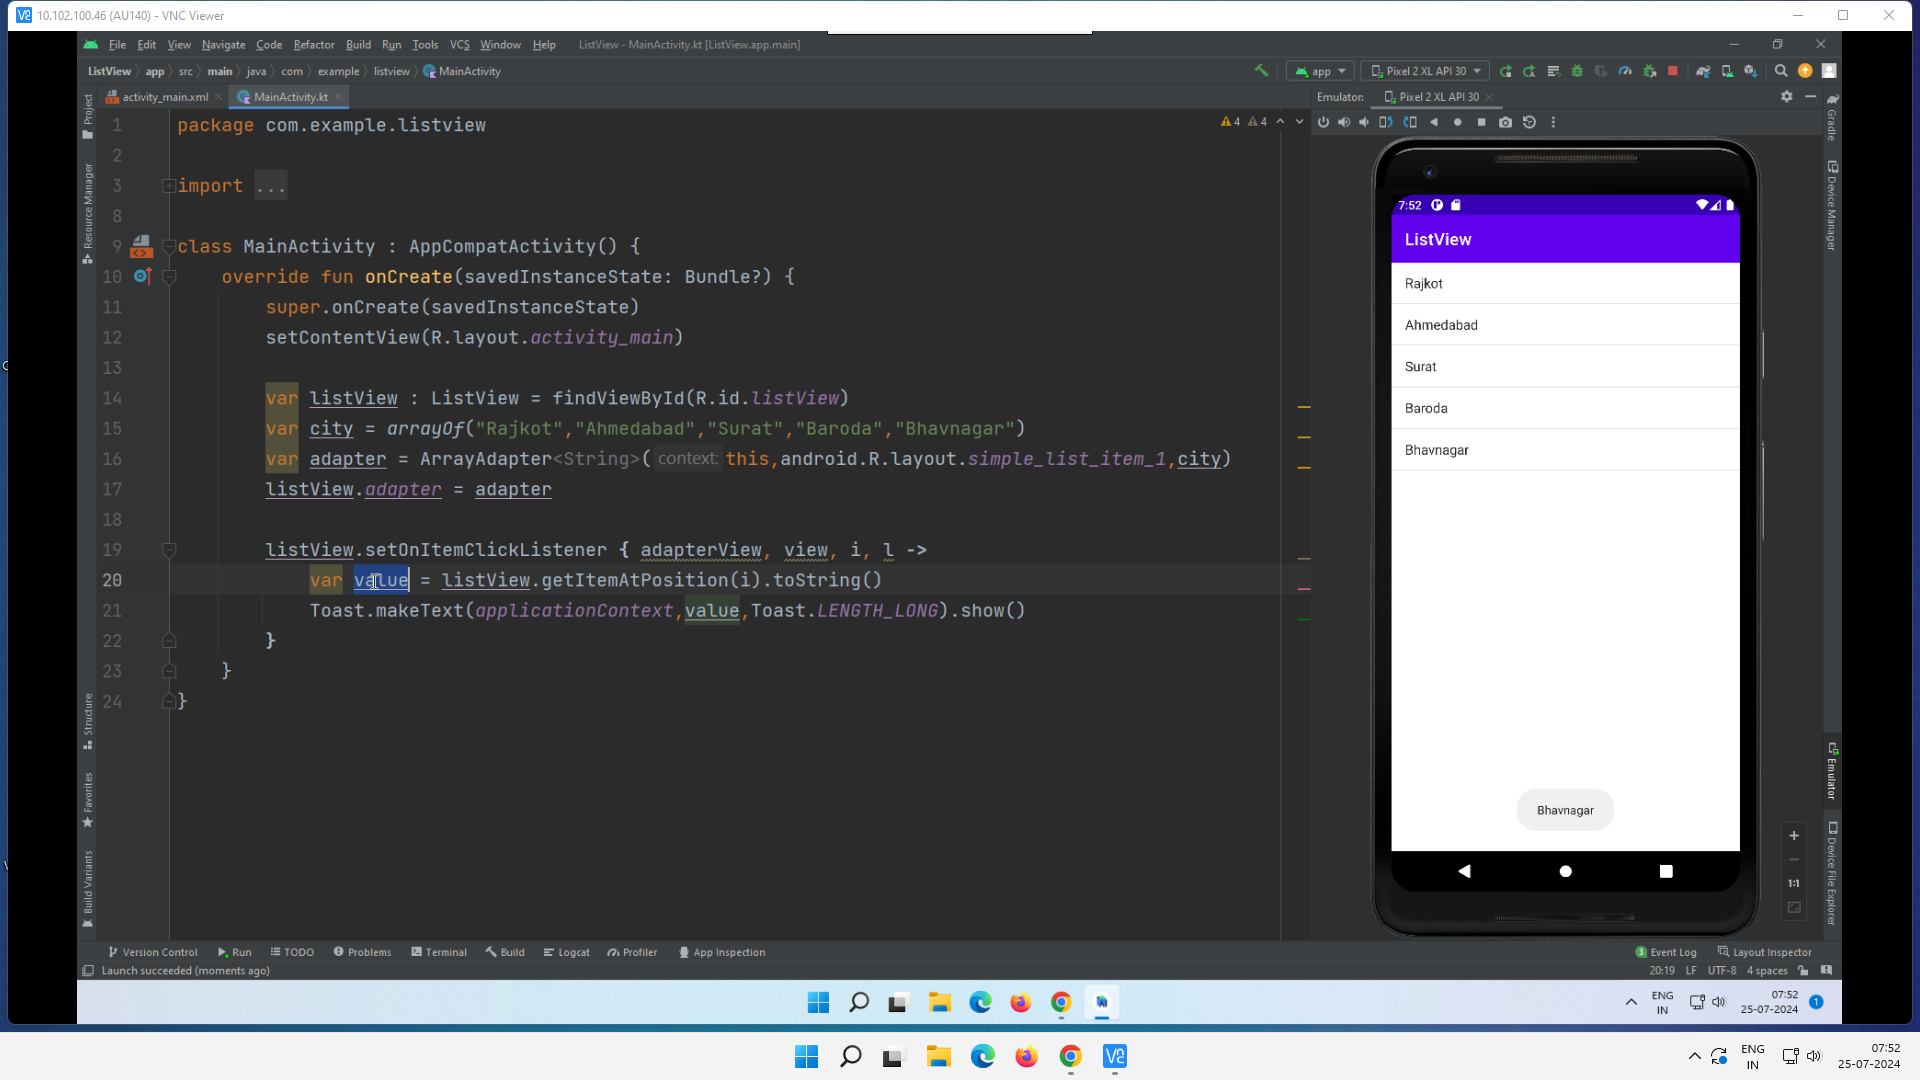 10.102.100.46 (AU140) - VNC Viewer
File Edit View Navigate Code Refactor Build Run Tools VCS Window Help ListView - MainActivity.kt [ListView.app.main]
ListView app src main java com example listview MainActivity
app Pixel 2 XL API 30
activity_main.xml MainActivity.kt
Emulator: Pixel 2 XL API 30
Project
Resource Manager
Structure
Favorites
Build Variants
4 4
1 package com.example.listview
2
3 import ...
8
9 class MainActivity : AppCompatActivity() {
10 override fun onCreate(savedInstanceState: Bundle?) {
11 super.onCreate(savedInstanceState)
12 setContentView(R.layout.activity_main)
13
14 var listView : ListView = findViewById(R.id.listView)
15 var city = arrayOf("Rajkot","Ahmedabad","Surat","Baroda","Bhavnagar")
16 var adapter = ArrayAdapter<String>( context: this,android.R.layout.simple_list_item_1,city)
17 listView.adapter = adapter
18
19 listView.setOnItemClickListener { adapterView, view, i, l ->
20 var value = listView.getItemAtPosition(i).toString()
21 Toast.makeText(applicationContext,value,Toast.LENGTH_LONG).show()
22 }
23 }
24 }
7:52
ListView
Rajkot
Ahmedabad
Surat
Baroda
Bhavnagar
Bhavnagar
1:1
Gradle
Device Manager
Emulator
Device File Explorer
Version Control Run TODO Problems Terminal Build Logcat Profiler App Inspection
3 Event Log Layout Inspector
Launch succeeded (moments ago)
20:19 LF UTF-8 4 spaces
ENG
IN
07:52
25-07-2024
1
ENG
IN
07:52
25-07-2024